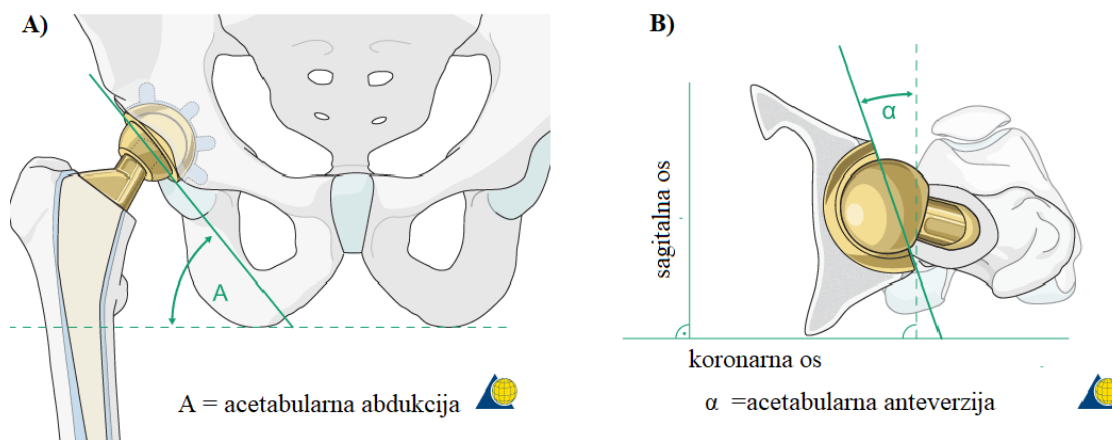 A)
A
A = acetabularna abdukcija
B)
α
sagitalna os
koronarna os
α =acetabularna anteverzija